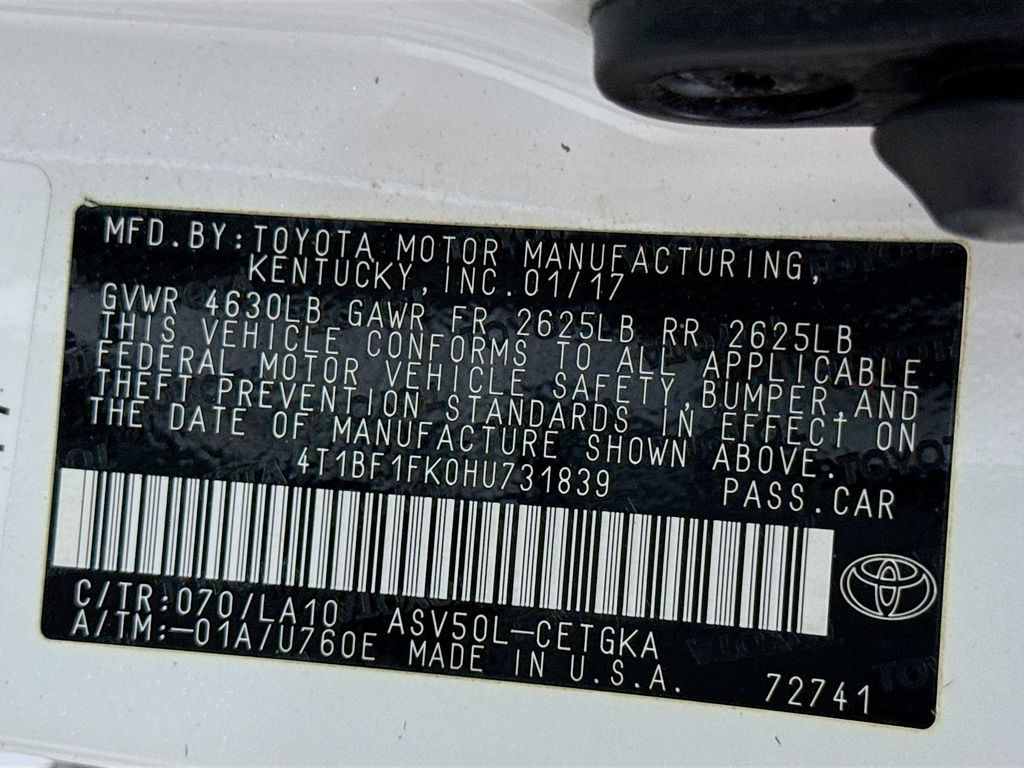 MFD.BY:TOYOTA MOTOR MANUFACTURING,
KENTUCKY,INC.01/17
GVWR 4630LB GAWR FR 2625LB RR 2625LB
THIS VEHICLE CONFORMS TO ALL APPLICABLE
FEDERAL MOTOR VEHICLE SAFETY,BUMPER,AND
THEFT PREVENTION STANDARDS IN EFFECT ON
THE DATE OF MANUFACTURE SHOWN ABOVE.
4T1BF1FK0HU731839 PASS.CAR
C/TR:070/LA10 ASV50L-CETGKA
A/TM:-01A/U760E MADE IN U.S.A. 72741